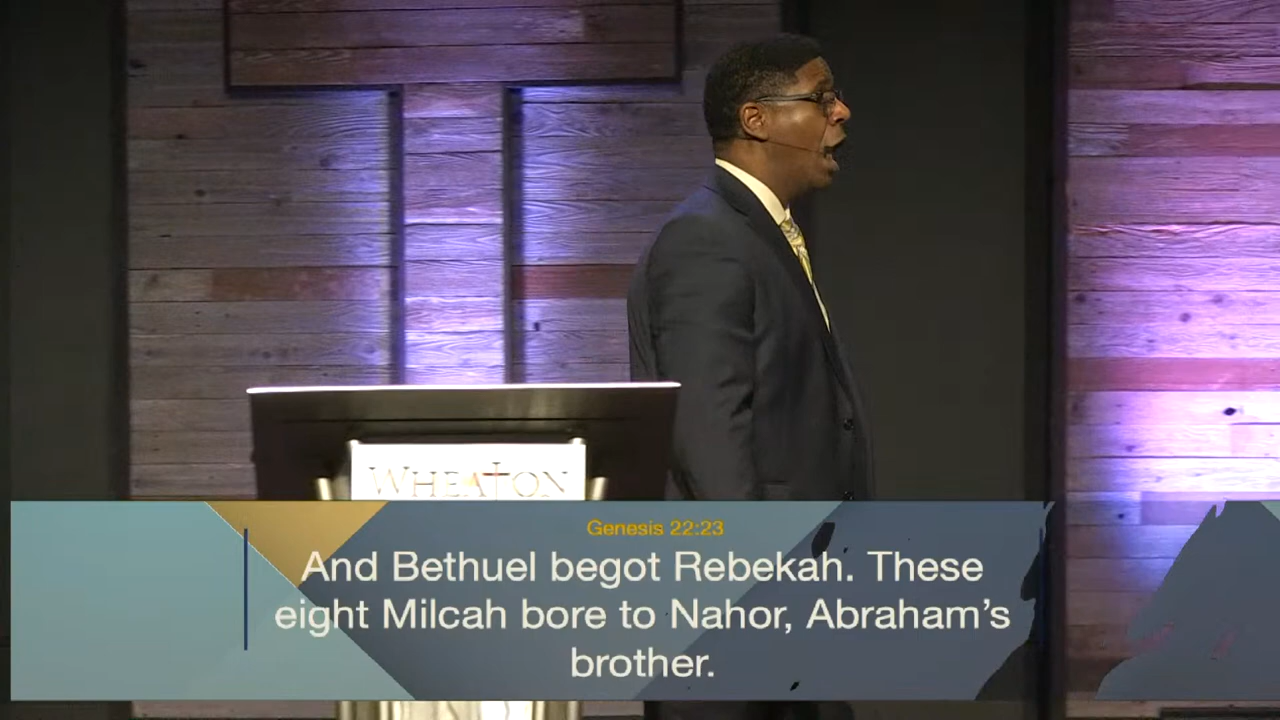 WHEATON
Genesis 22:23
And Bethuel begot Rebekah. These
eight Milcah bore to Nahor, Abraham’s
brother.